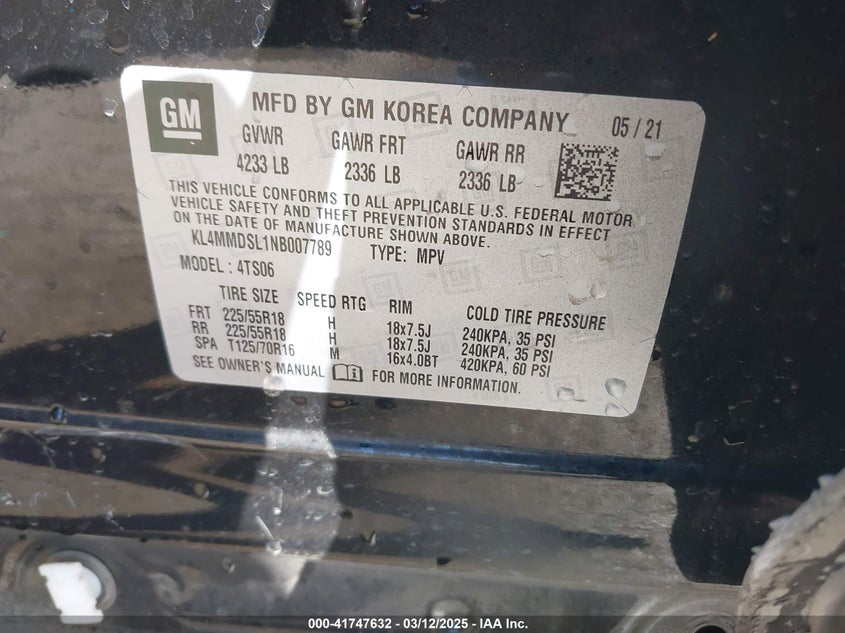 GM
MFD BY GM KOREA COMPANY 05 / 21
GVWR GAWR FRT GAWR RR
4233 LB 2336 LB 2336 LB
THIS VEHICLE CONFORMS TO ALL APPLICABLE U.S. FEDERAL MOTOR
VEHICLE SAFETY AND THEFT PREVENTION STANDARDS IN EFFECT
ON THE DATE OF MANUFACTURE SHOWN ABOVE.
KL4MMDSL1NB007789 TYPE: MPV
MODEL : 4TS06
TIRE SIZE SPEED RTG RIM COLD TIRE PRESSURE
FRT 225/55R18 H 18x7.5J 240KPA, 35 PSI
RR 225/55R18 H 18x7.5J 240KPA, 35 PSI
SPA T125/70R16 M 16x4.0BT 420KPA, 60 PSI
SEE OWNER'S MANUAL FOR MORE INFORMATION.
000-41747632 - 03/12/2025 - IAA Inc.